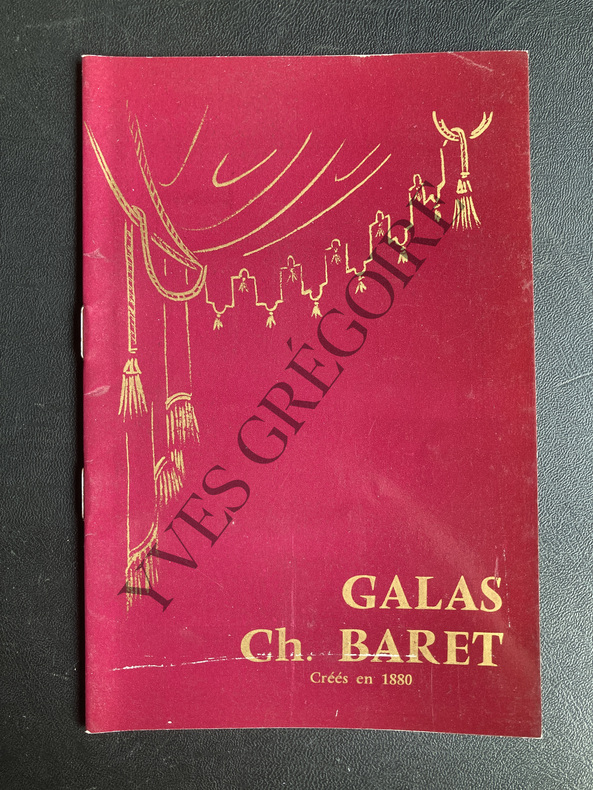 YVES GRÉGOIRE
GALAS
Ch. BARET
Créés en 1880